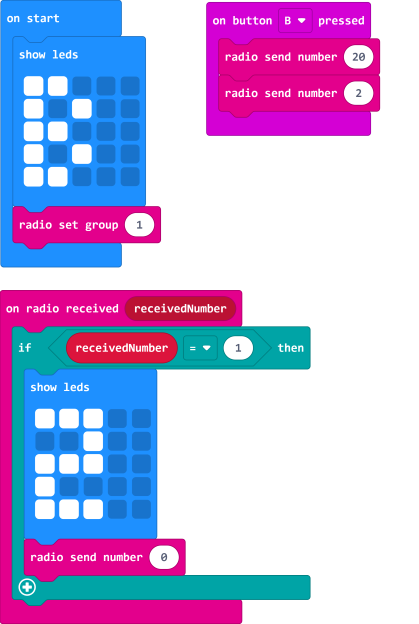 on start
show leds
radio set group 1
on button B pressed
radio send number 20
radio send number 2
on radio received receivedNumber
if receivedNumber = 1 then
show leds
radio send number 0